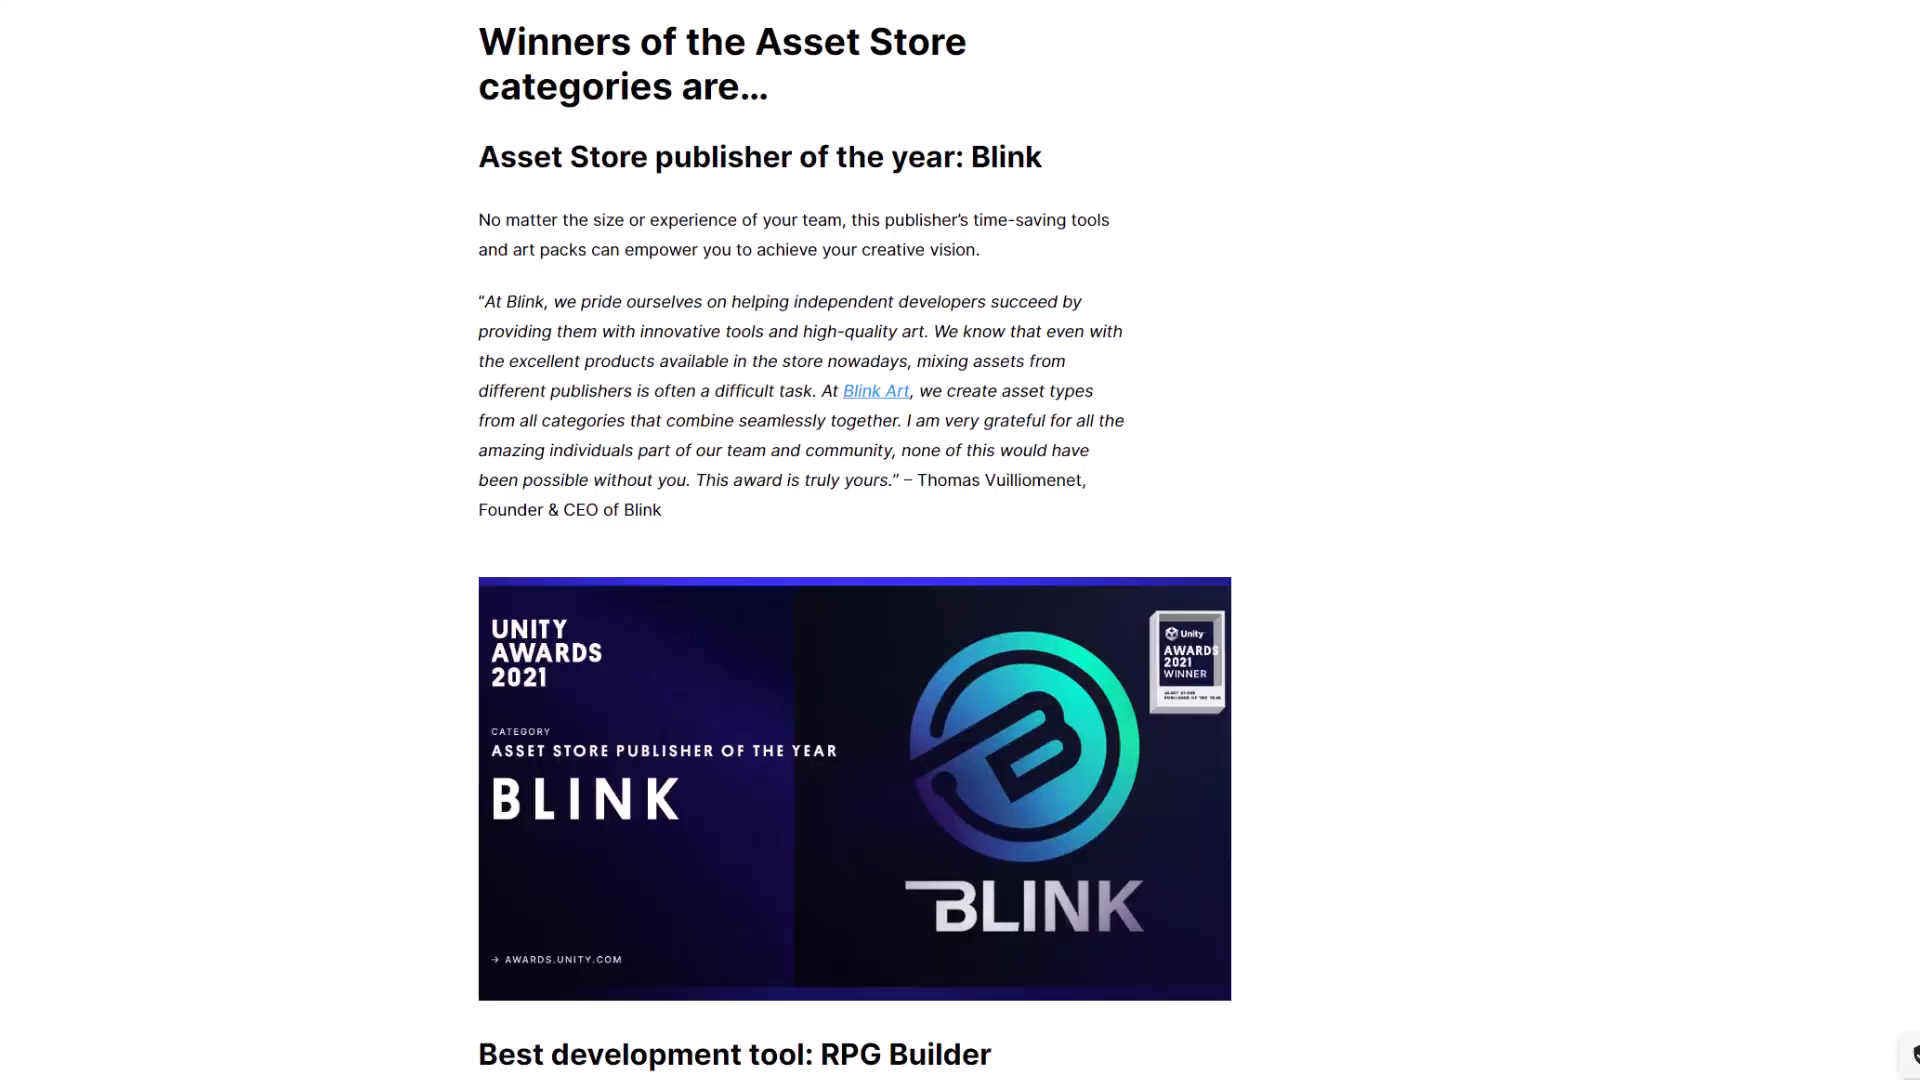 Winners of the Asset Store
categories are…
Asset Store publisher of the year: Blink
No matter the size or experience of your team, this publisher’s time-saving tools
and art packs can empower you to achieve your creative vision.
“At Blink, we pride ourselves on helping independent developers succeed by
providing them with innovative tools and high-quality art. We know that even with
the excellent products available in the store nowadays, mixing assets from
different publishers is often a difficult task. At Blink Art, we create asset types
from all categories that combine seamlessly together. I am very grateful for all the
amazing individuals part of our team and community, none of this would have
been possible without you. This award is truly yours.” – Thomas Vuilliomenet,
Founder & CEO of Blink
UNITY
AWARDS
2021
CATEGORY
ASSET STORE PUBLISHER OF THE YEAR
BLINK
→ AWARDS.UNITY.COM
B
BLINK
Unity
AWARDS
2021
WINNER
ASSET STORE
PUBLISHER OF THE YEAR
Best development tool: RPG Builder